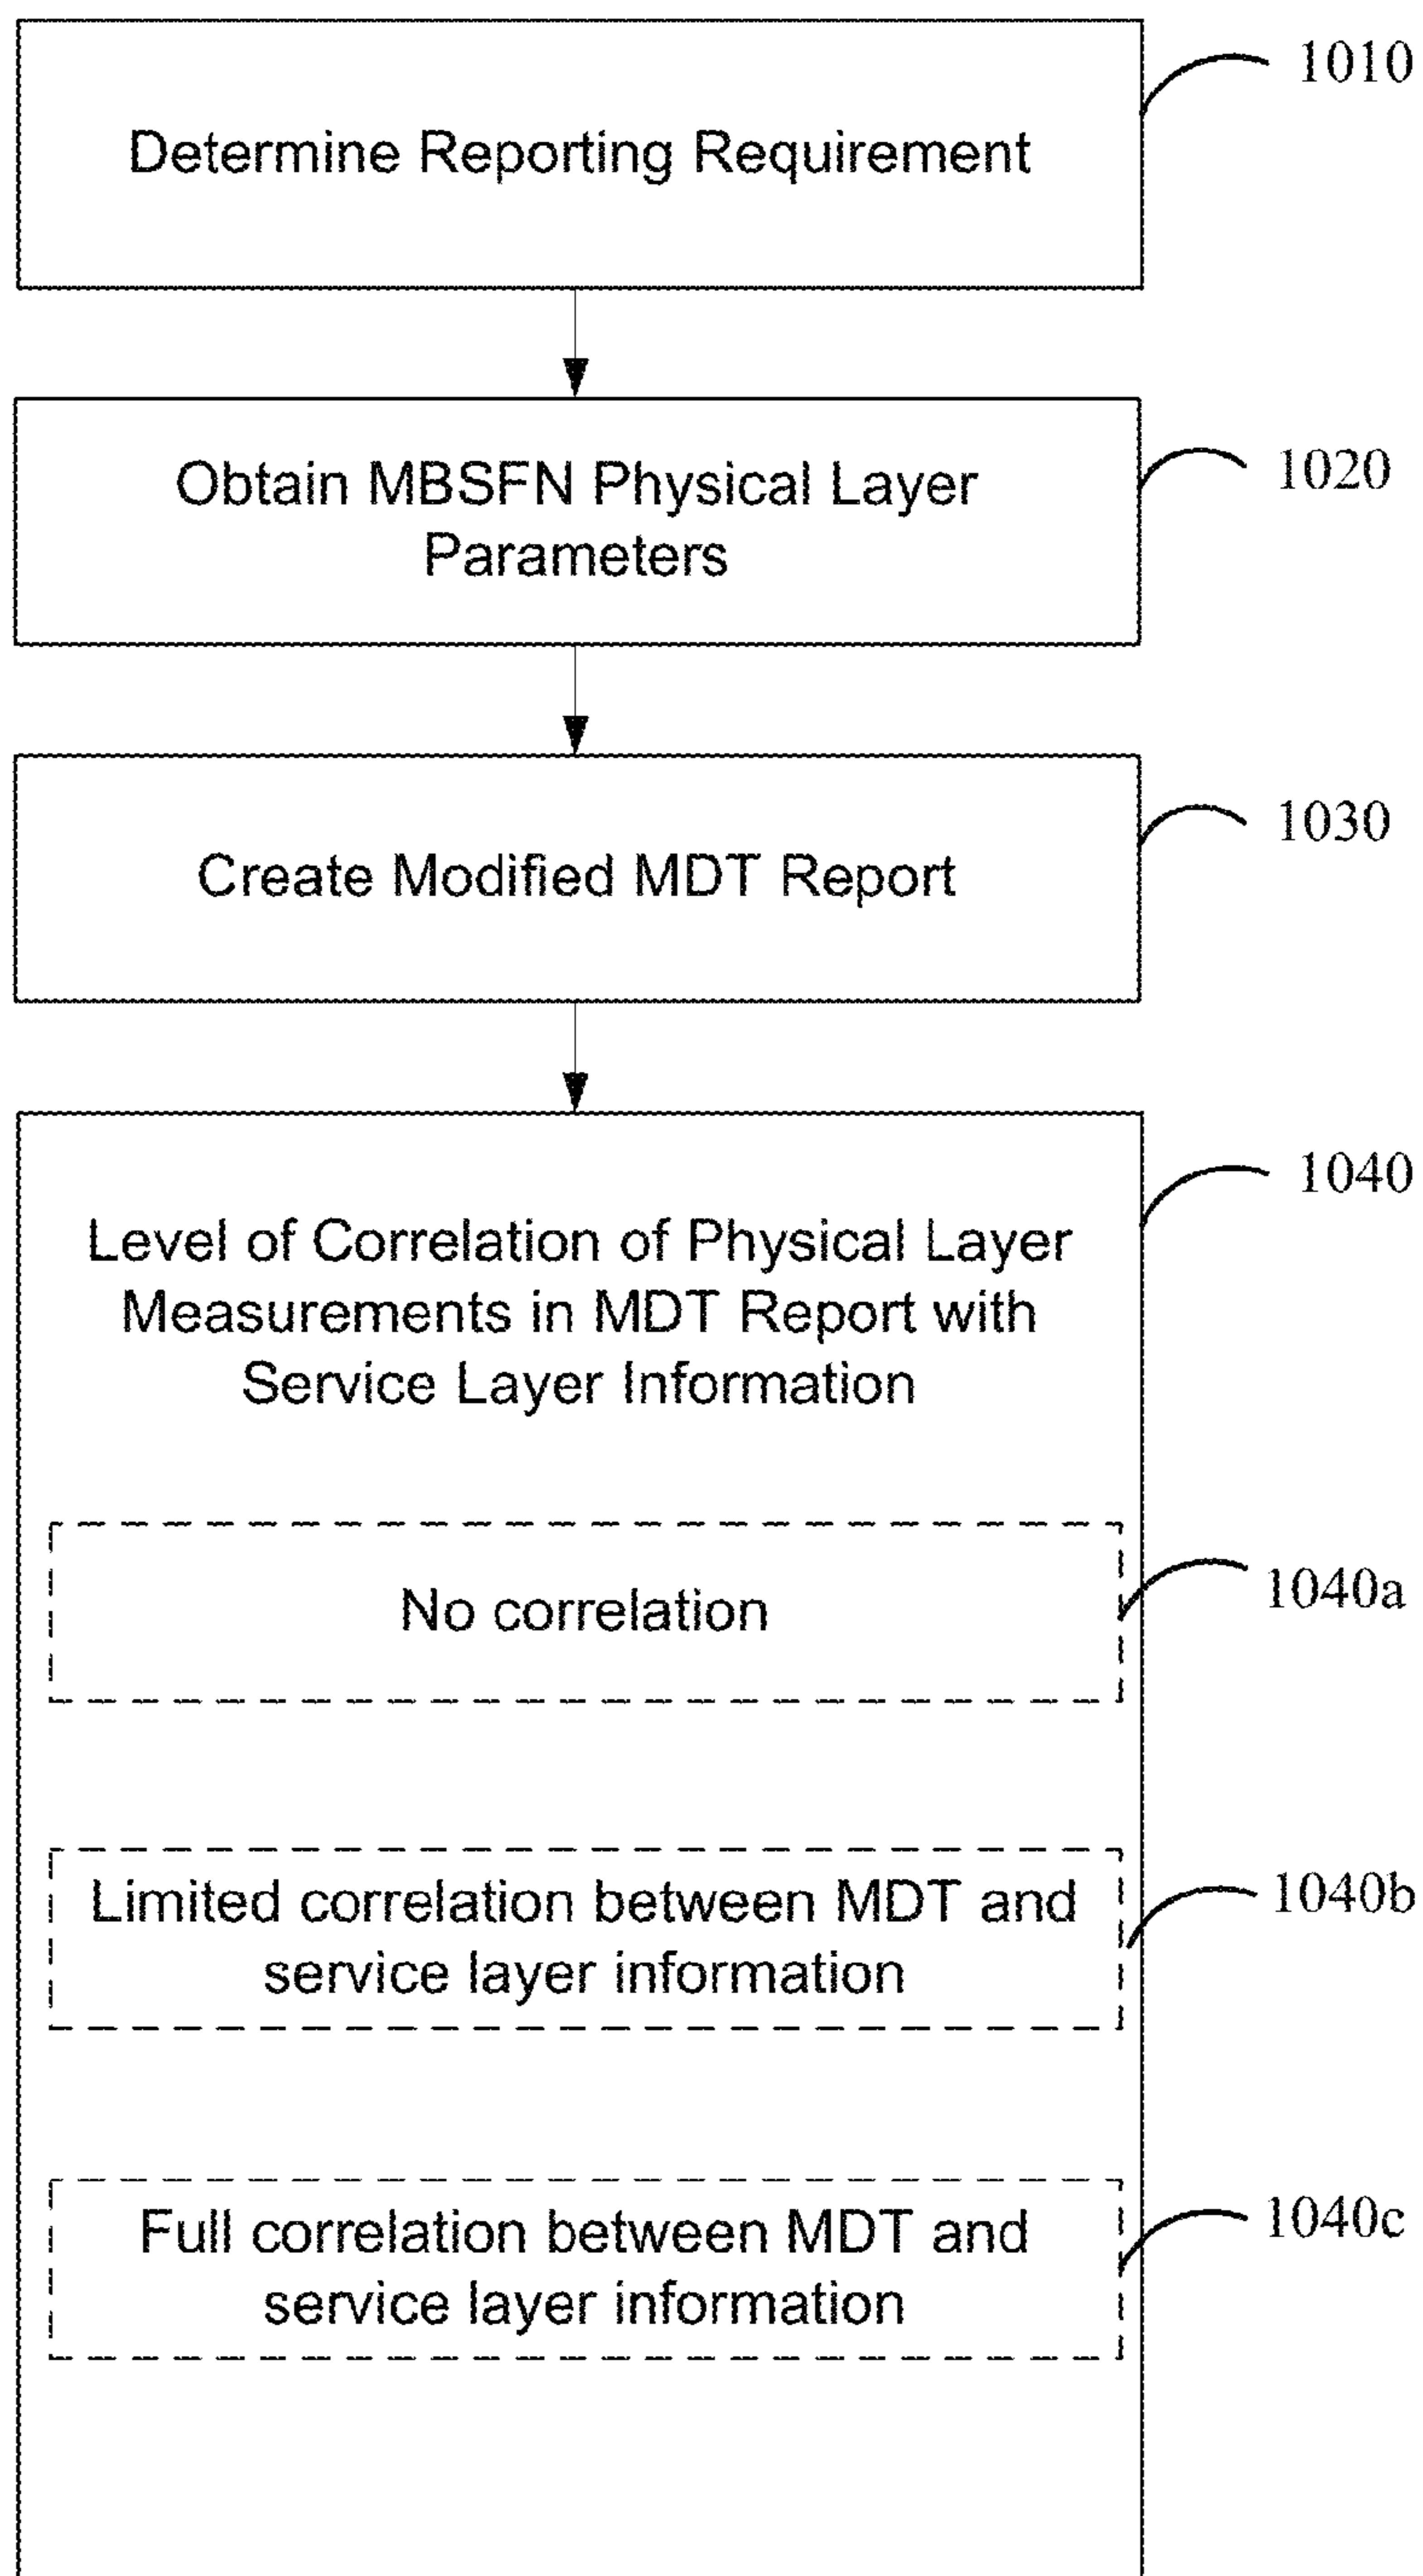 1010
Determine Reporting Requirement
1020
Obtain MBSFN Physical Layer
Parameters
1030
Create Modified MDT Report
1040
Level of Correlation of Physical Layer
Measurements in MDT Report with
Service Layer Information
1040a
No correlation
1040b
Limited correlation between MDT and
service layer information
1040c
Full correlation between MDT and
service layer information